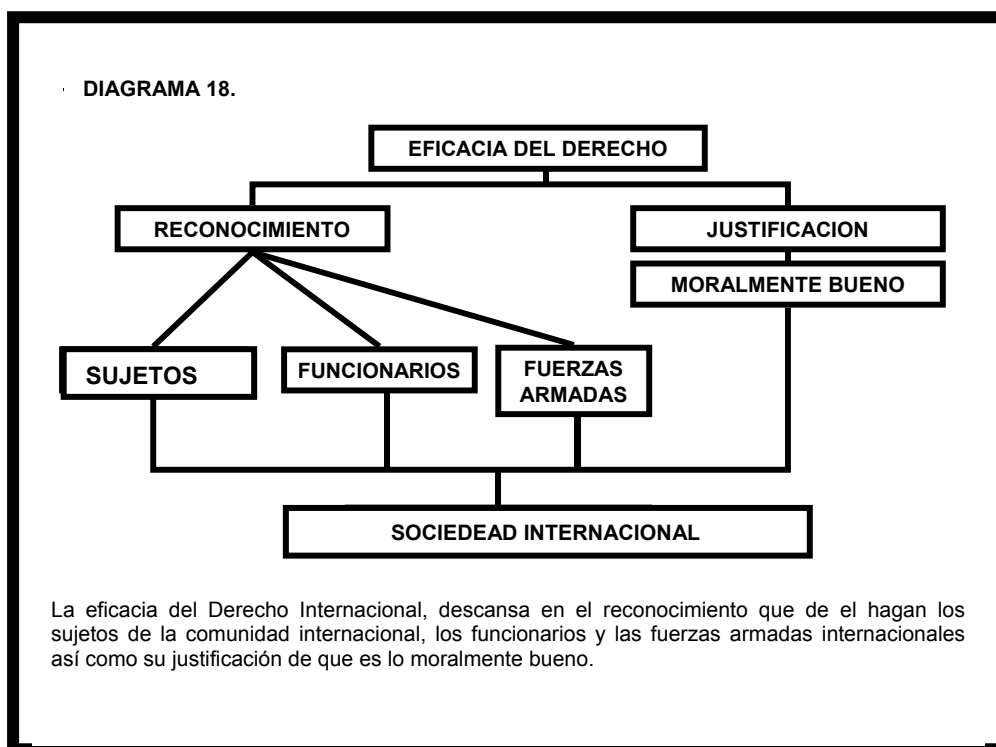 DIAGRAMA 18.
EFICACIA DEL DERECHO
RECONOCIMIENTO
JUSTIFICACION
MORALMENTE BUENO
SUJETOS
FUNCIONARIOS
FUERZAS
ARMADAS
SOCIEDEAD INTERNACIONAL
La eficacia del Derecho Internacional, descansa en el reconocimiento que de el hagan los
sujetos de la comunidad internacional, los funcionarios y las fuerzas armadas internacionales
así como su justificación de que es lo moralmente bueno.